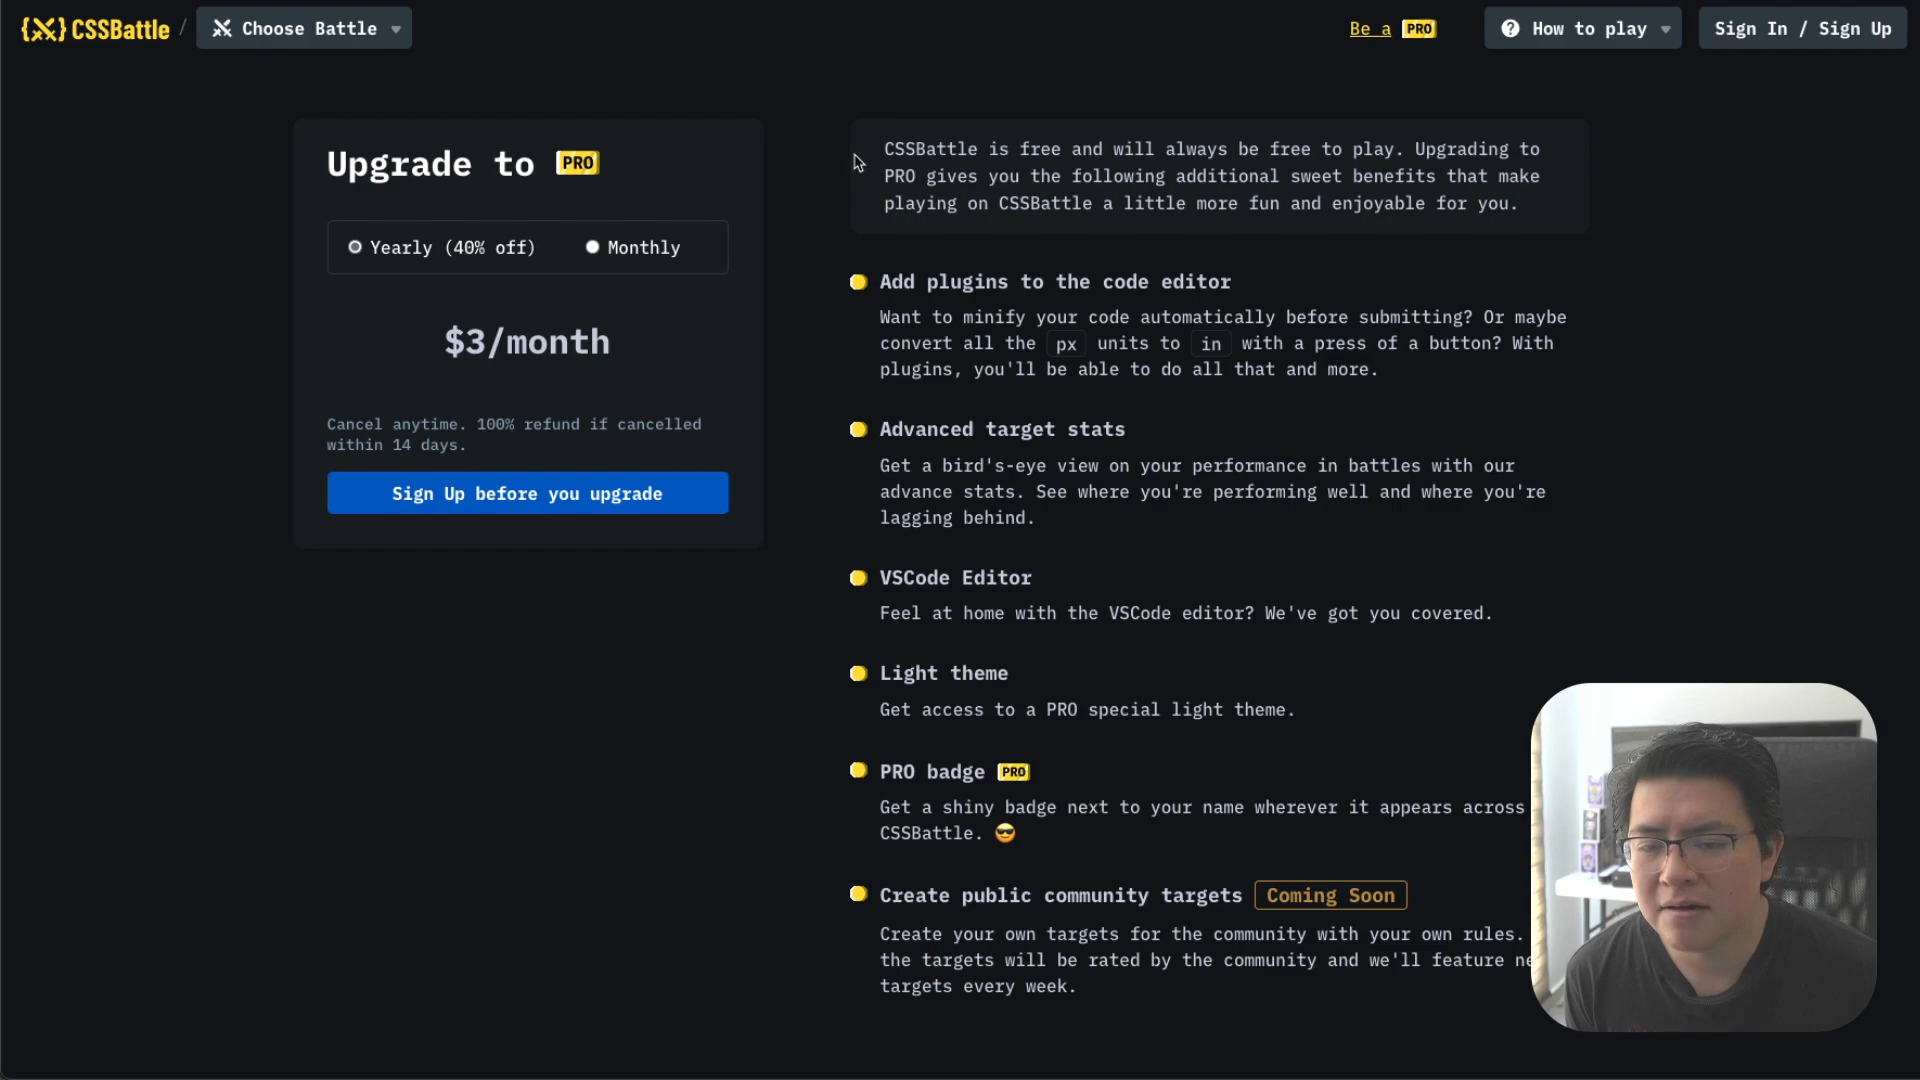 {X} CSSBattle / Choose Battle
Be a PRO
How to play
Sign In / Sign Up
Upgrade to PRO
Yearly (40% off)
Monthly
$3/month
Cancel anytime. 100% refund if cancelled
within 14 days.
Sign Up before you upgrade
CSSBattle is free and will always be free to play. Upgrading to
PRO gives you the following additional sweet benefits that make
playing on CSSBattle a little more fun and enjoyable for you.
Add plugins to the code editor
Want to minify your code automatically before submitting? Or maybe
convert all the px units to in with a press of a button? With
plugins, you'll be able to do all that and more.
Advanced target stats
Get a bird's-eye view on your performance in battles with our
advance stats. See where you're performing well and where you're
lagging behind.
VSCode Editor
Feel at home with the VSCode editor? We've got you covered.
Light theme
Get access to a PRO special light theme.
PRO badge PRO
Get a shiny badge next to your name wherever it appears across
CSSBattle. 😎
Create public community targets Coming Soon
Create your own targets for the community with your own rules.
the targets will be rated by the community and we'll feature
targets every week.